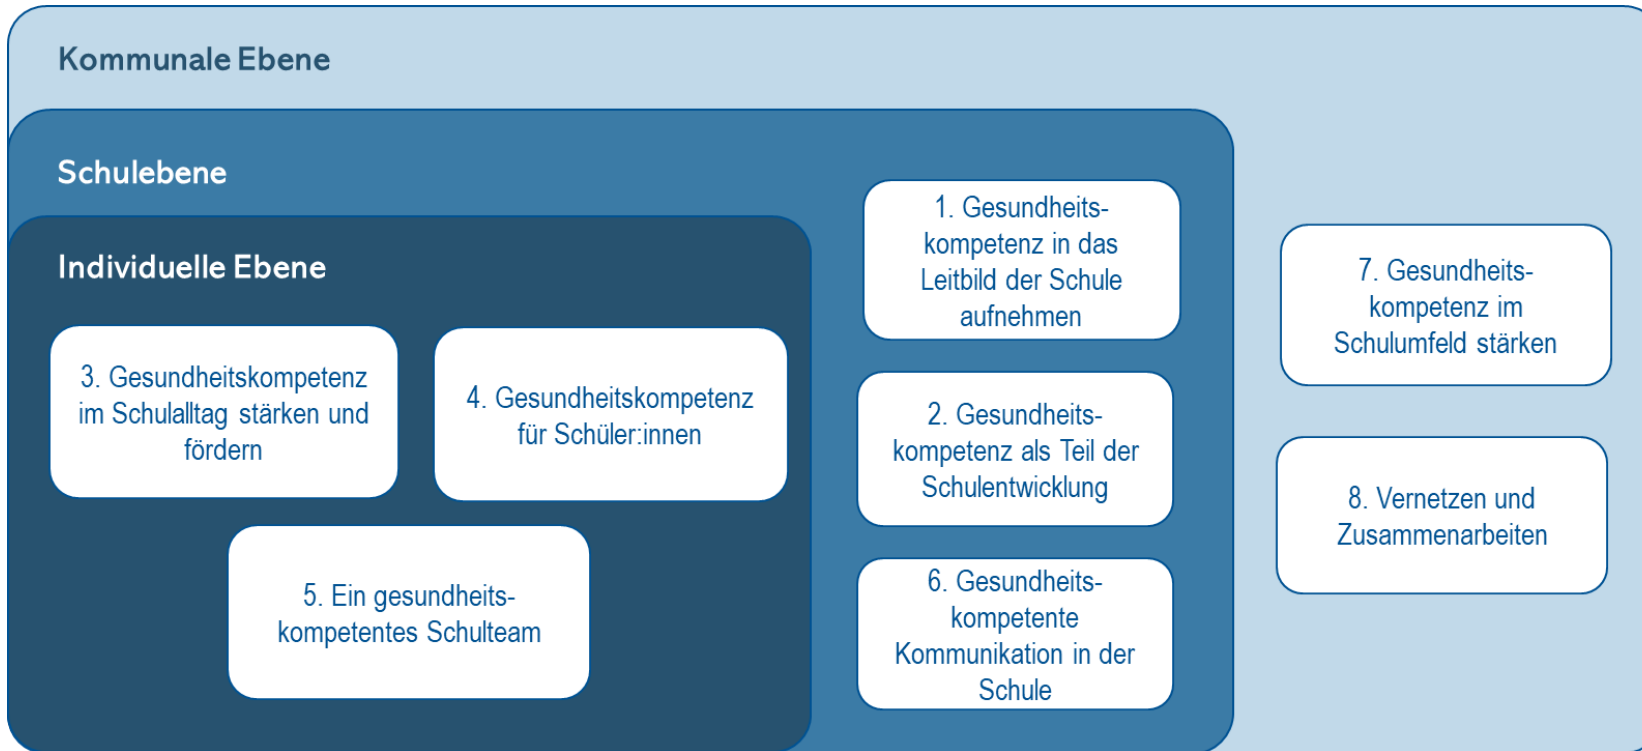 Kommunale Ebene
Schulebene
Individuelle Ebene
3. Gesundheitskompetenz
im Schulalltag stärken und
fördern
4. Gesundheitskompetenz
für Schüler:innen
5. Ein gesundheits-
kompetentes Schulteam
1. Gesundheits-
kompetenz in das
Leitbild der Schule
aufnehmen
2. Gesundheits-
kompetenz als Teil der
Schulentwicklung
6. Gesundheits-
kompetente
Kommunikation in der
Schule
7. Gesundheits-
kompetenz im
Schulumfeld stärken
8. Vernetzen und
Zusammenarbeiten